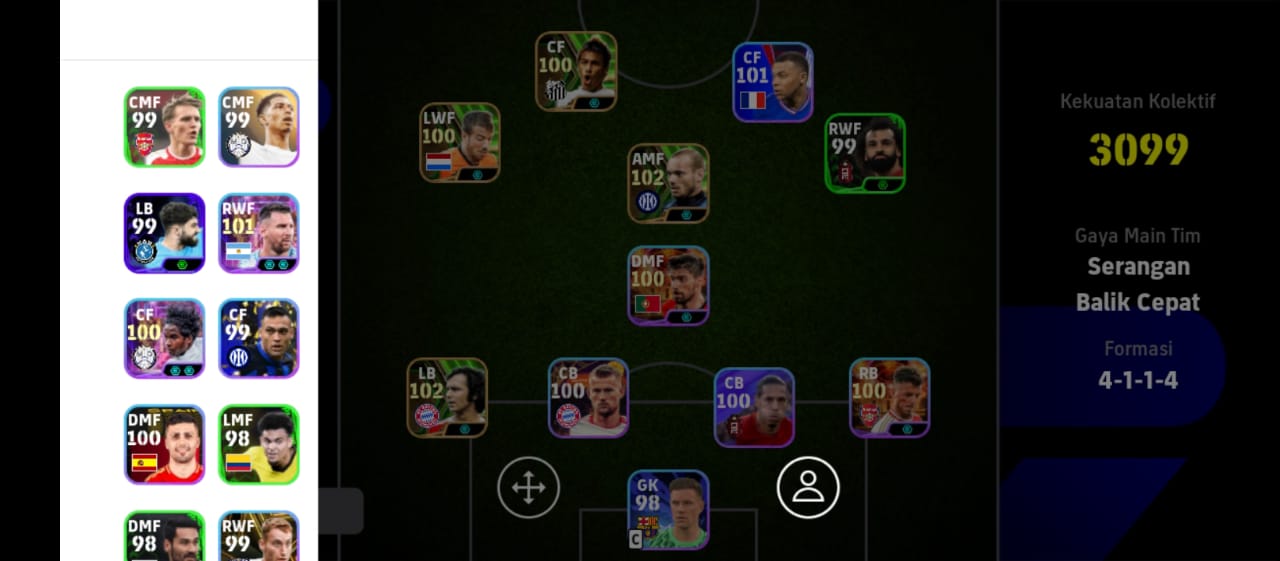 CMF
99
CMF
99
LB
99
RWF
101
CF
100
CF
99
DMF
100
LMF
98
DMF
98
RWF
99
CF
100
CF
101
LWF
100
RWF
99
AMF
102
DMF
100
LB
102
CB
100
CB
100
RB
100
GK
98
C
Kekuatan Kolektif
3099
Gaya Main Tim
Serangan
Balik Cepat
Formasi
4-1-1-4